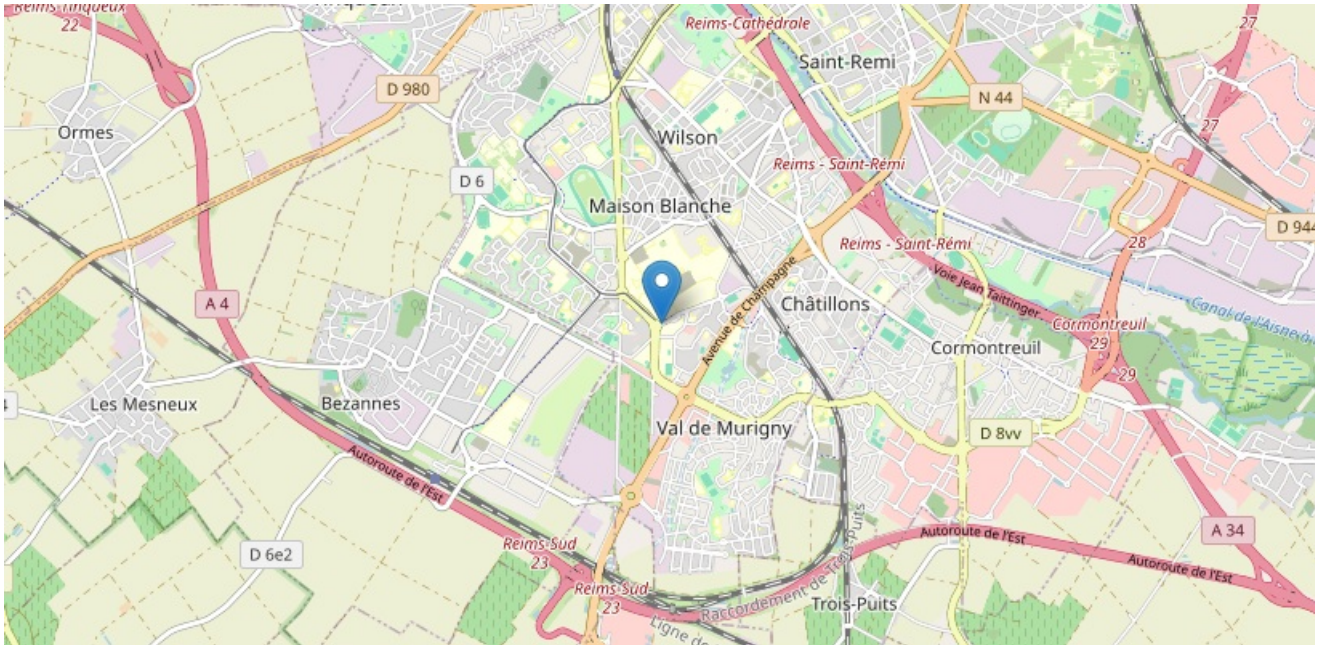 Reims Tinqueux
22
Reims-Cathédrale
27
Saint-Remi
D 980
N 44
Ormes
27
Wilson
Reims - Saint-Rémi
D 6
Maison Blanche
D 944
28
Reims - Saint-Rémi
Voie Jean Taittinger
A 4
Avenue de Champagne
Châtillons
Canal de l'Aisne à
Cormontreuil
29
Cormontreuil
29
4
Les Mesneux
Bezannes
Val de Murigny
D 8vv
Autoroute de l'Est
A 34
Autoroute de l'Est
Reims-Sud
23
D 6e2
Autoroute de l'Est
Reims-Sud
23
Raccordement de Trois-Puits
Trois-Puits
Ligne de